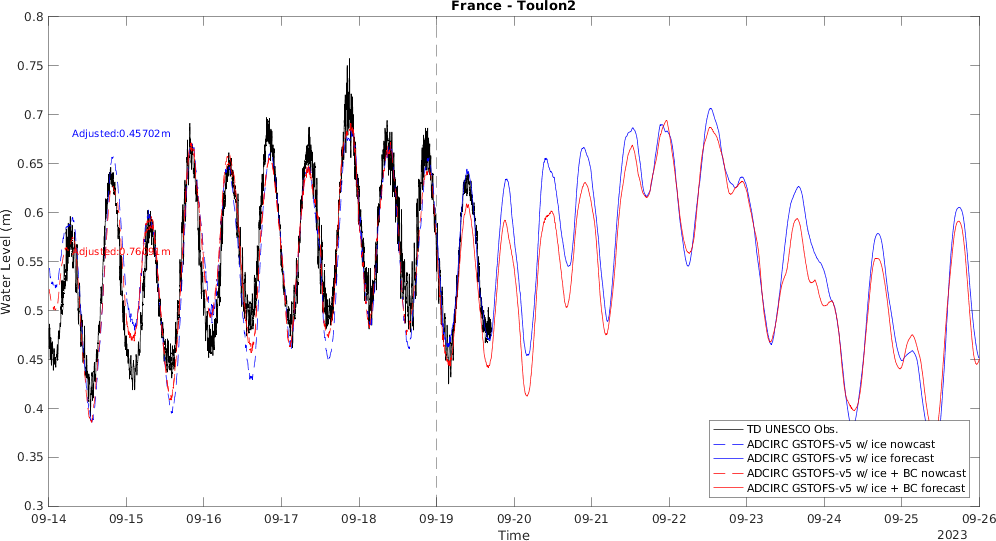 France - Toulon2
0.8
0.75
0.7
0.65
0.6
0.55
0.5
0.45
0.4
0.35
0.3
Water Level (m)
Adjusted:0.45702m
Adjusted:
TD UNESCO Obs.
ADCIRC GSTOFS-v5 w/ ice nowcast
ADCIRC GSTOFS-v5 w/ ice forecast
ADCIRC GSTOFS-v5 w/ ice + BC nowcast
ADCIRC GSTOFS-v5 w/ ice + BC forecast
09-14 09-15 09-16 09-17 09-18 09-19 09-20 09-21 09-22 09-23 09-24 09-25 09-26
Time
2023